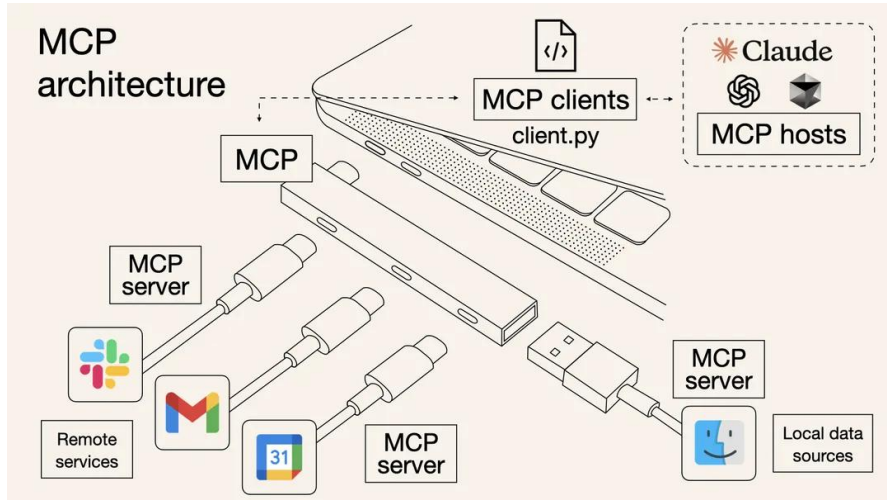 MCP
architecture
MCP clients
client.py
Claude
MCP hosts
MCP
MCP
server
Remote
services
31
MCP
server
MCP
server
Local data
sources